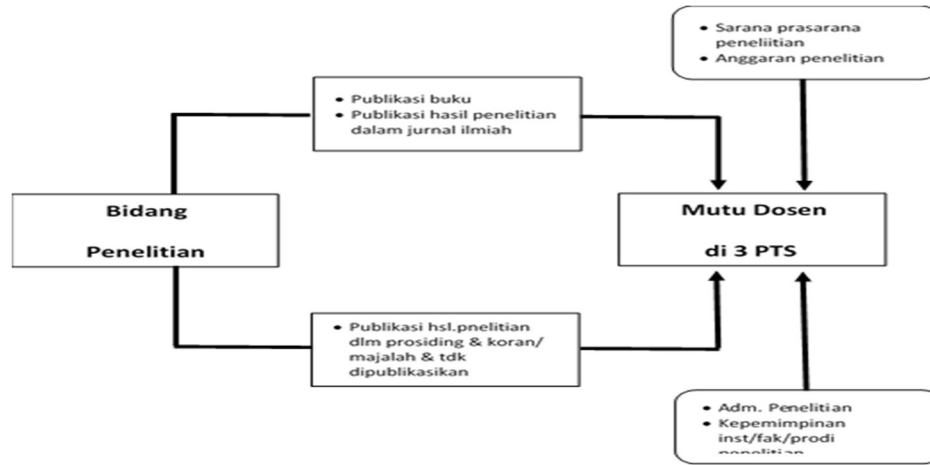 • Sarana prasarana
peneliitian
• Anggaran penelitian
• Publikasi buku
• Publikasi hasil penelitian
dalam jurnal ilmiah
Bidang
Penelitian
Mutu Dosen
di 3 PTS
• Publikasi hsl.pnelitian
dlm prosiding & koran/
majalah & tdk
dipublikasikan
• Adm. Penelitian
• Kepemimpinan
inst/fak/prodi
penelitian